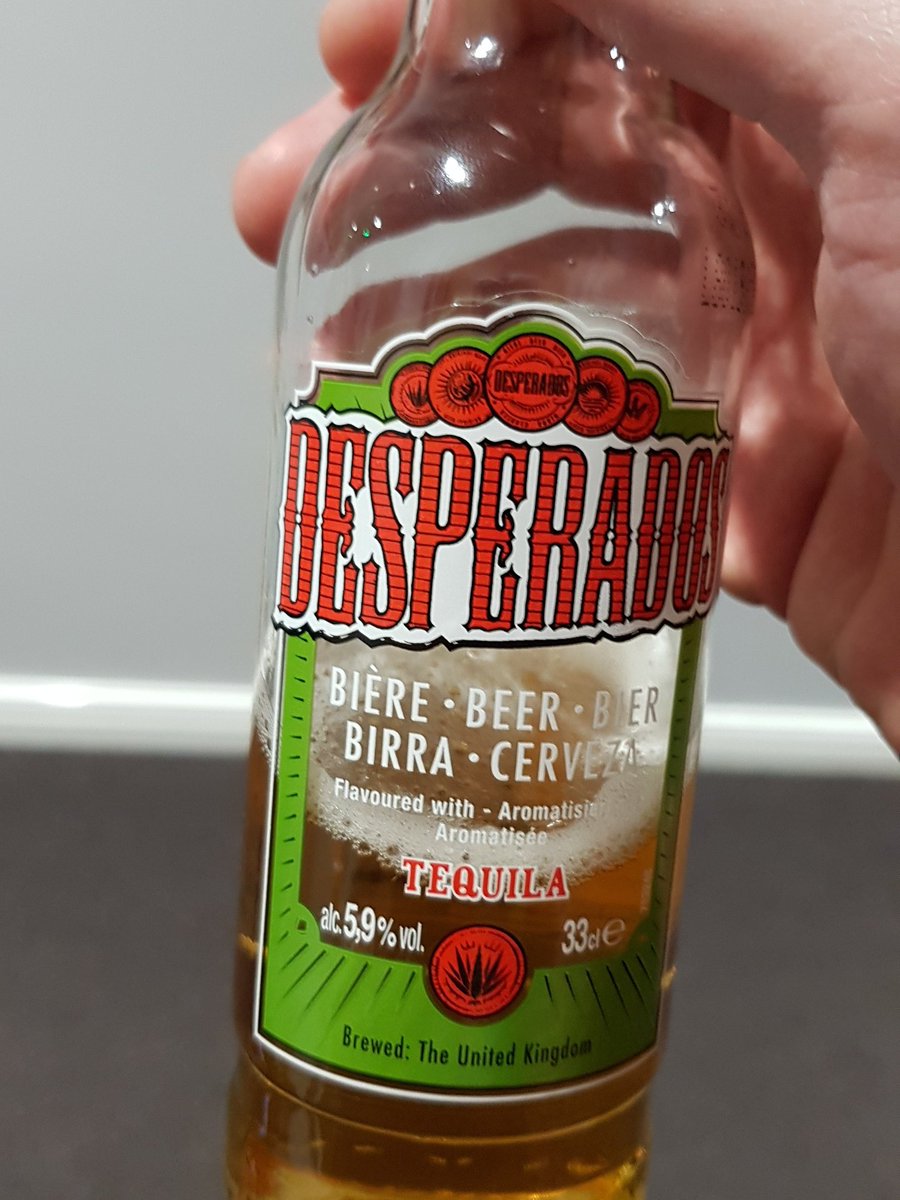 DESPERADOS
DESPERADOS
BIÈRE · BEER · BIER
BIRRA · CERVEZA
Flavoured with - Aromatisi
Aromatisée
TEQUILA
alc. 5,9% vol.
33cl e
Brewed: The United Kingdom